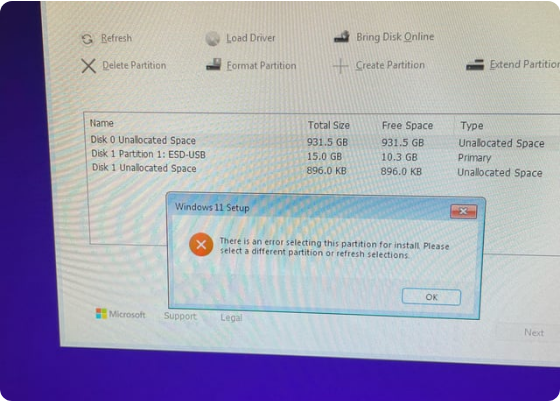 Refresh Load Driver Bring Disk Online
Delete Partition Format Partition Create Partition Extend Partition
Name Total Size Free Space Type
Disk 0 Unallocated Space 931.5 GB 931.5 GB Unallocated Space
Disk 1 Partition 1: ESD-USB 15.0 GB 10.3 GB Primary
Disk 1 Unallocated Space 896.0 KB 896.0 KB Unallocated Space
Windows 11 Setup
There is an error selecting this partition for install. Please
select a different partition or refresh selections.
OK
Microsoft Support Legal
Next